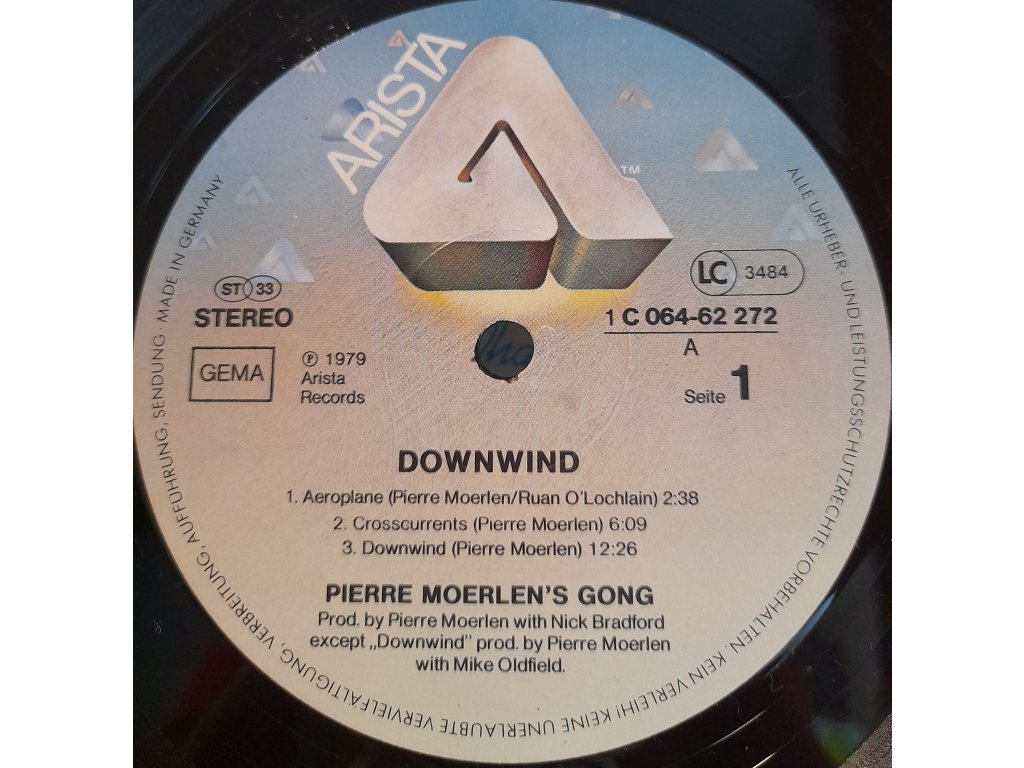 ARISTA
TM
LC 3484
ST 33
STEREO
1 C 064-62 272
GEMA
Ⓟ 1979
Arista
Records
A
Seite 1
DOWNWIND
1. Aeroplane (Pierre Moerlen/Ruan O'Lochlain) 2:38
2. Crosscurrents (Pierre Moerlen) 6:09
3. Downwind (Pierre Moerlen) 12:26
PIERRE MOERLEN'S GONG
Prod. by Pierre Moerlen with Nick Bradford
except „Downwind" prod. by Pierre Moerlen
with Mike Oldfield.
ALLE URHEBER- UND LEISTUNGSSCHUTZRECHTE VORBEHALTEN. KEIN VERLEIH! KEINE UNERLAUBTE VERVIELFÄLTIGUNG, VERBREITUNG, AUFFÜHRUNG, SENDUNG · MADE IN GERMANY